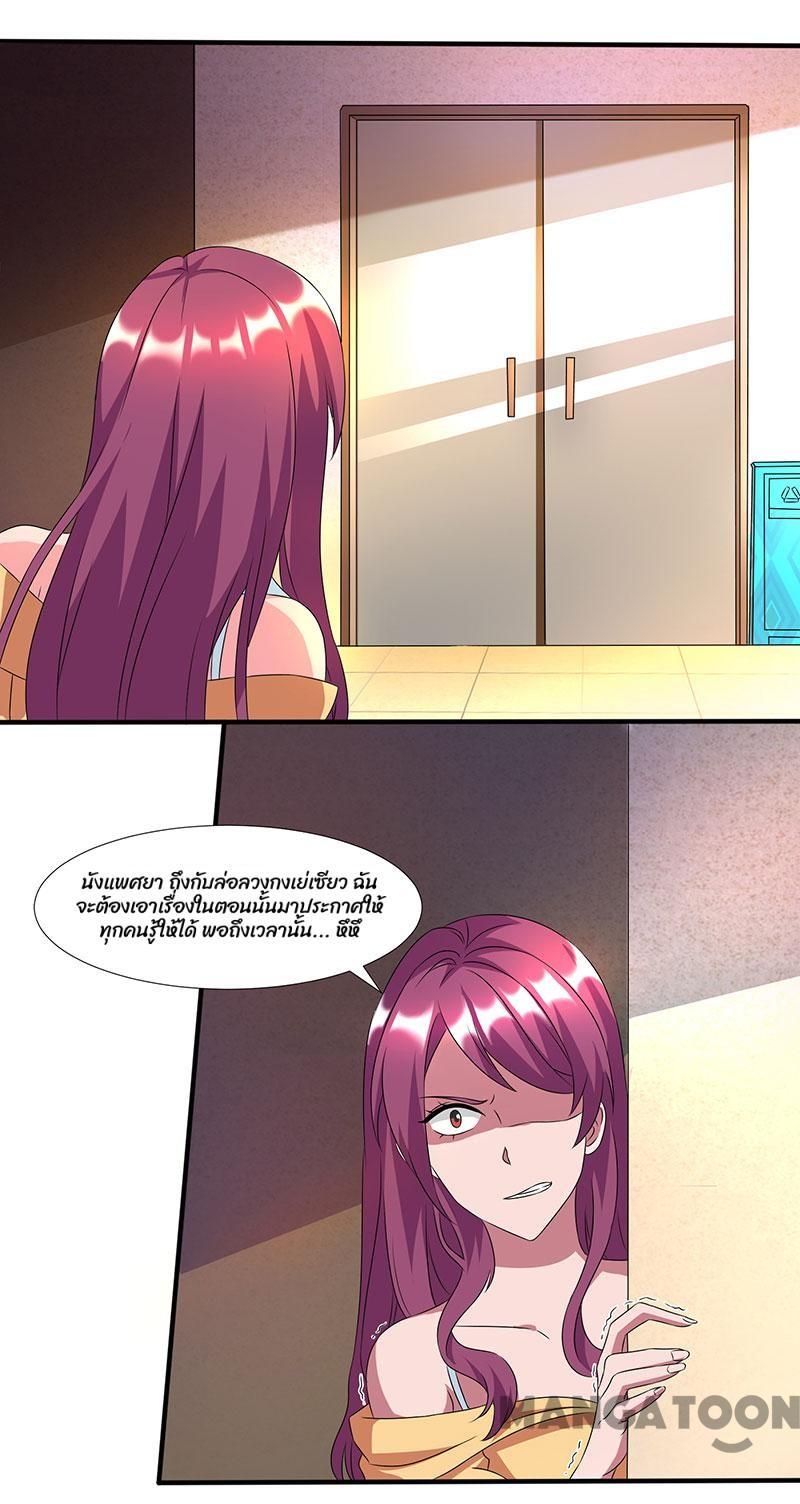 นังแพศยา ถึงกับล่อลวงกงเย่เซียว ฉัน
จะต้องเอาเรื่องในตอนนั้นมาประกาศให้
ทุกคนรู้ให้ได้ พอถึงเวลานั้น... หึหึ
MANGATOON